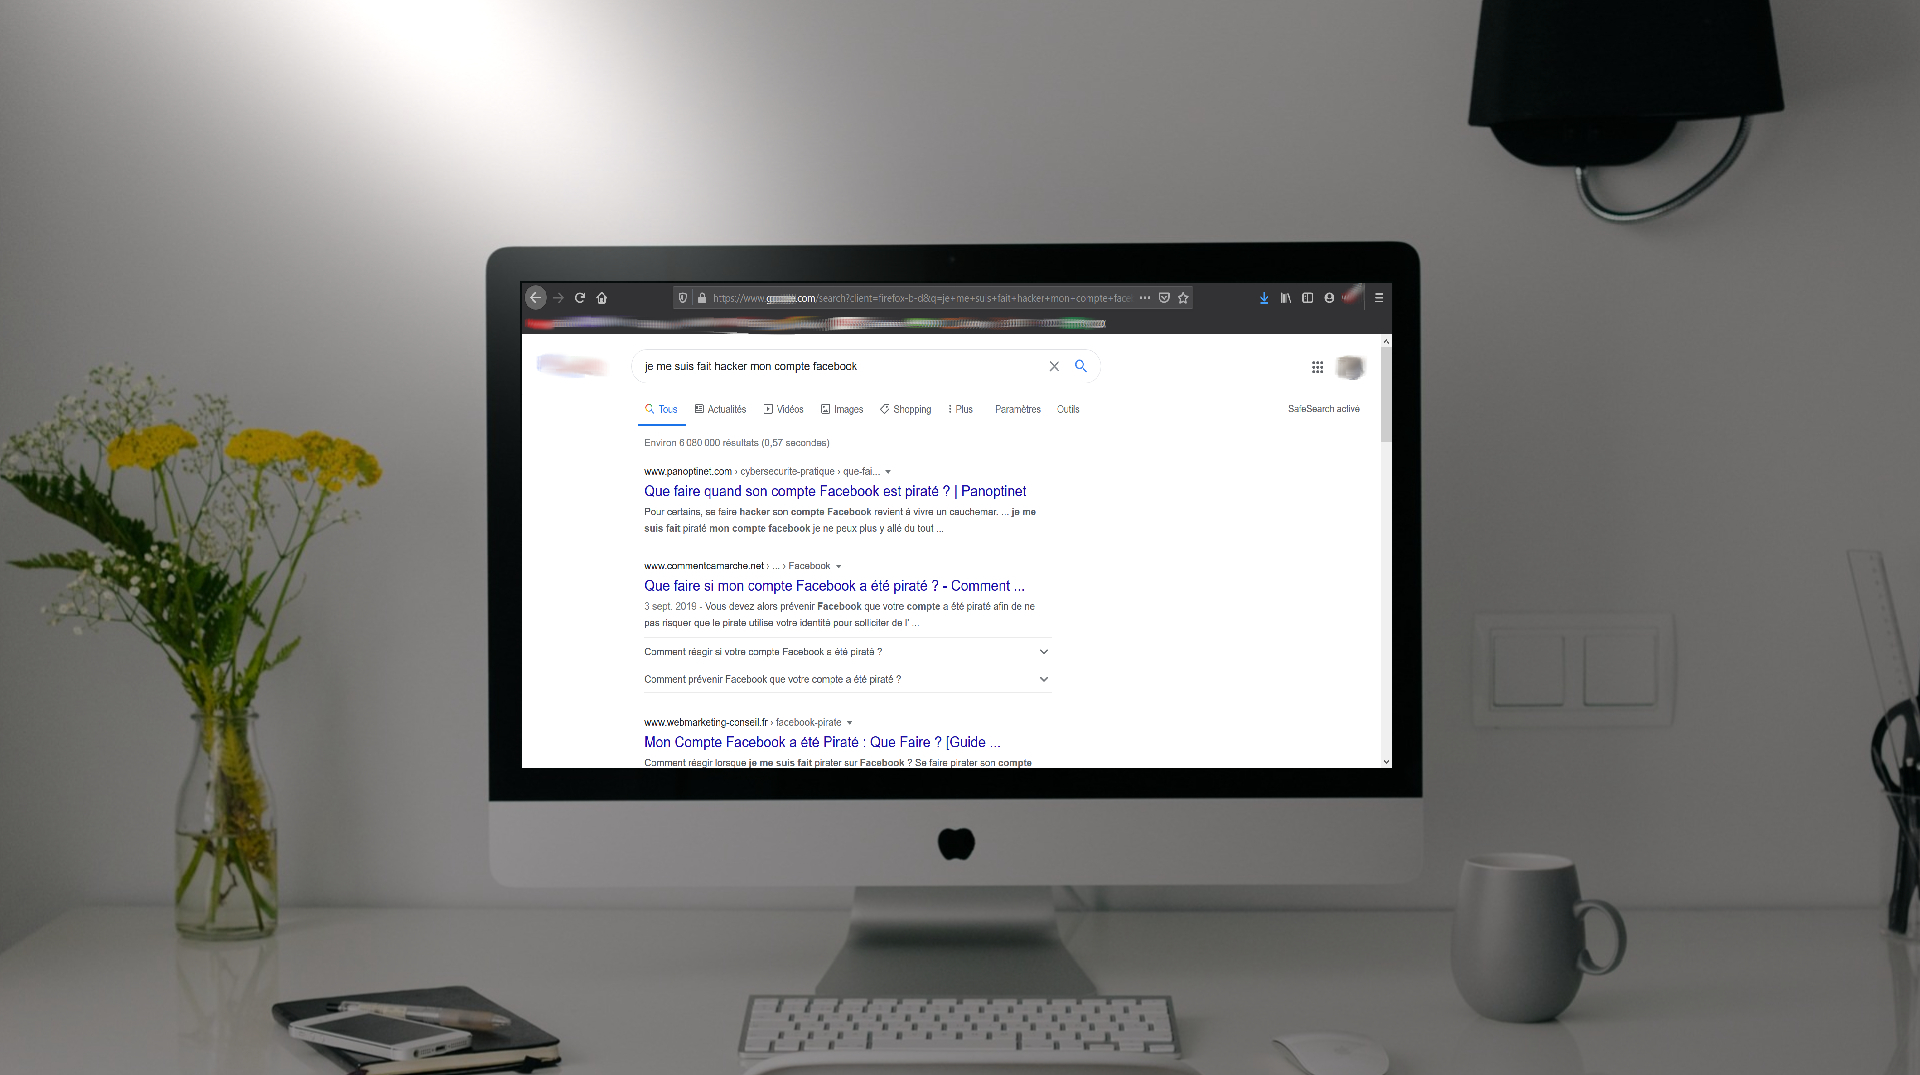 https://www. .com/search?client=firefox-b-d&q=je+me+suis+fait+hacker+mon+compte+face
je me suis fait hacker mon compte facebook
Tous Actualités Vidéos Images Shopping Plus Paramètres Outils SafeSearch activé
Environ 6 080 000 résultats (0,57 secondes)
www.panoptinet.com › cybersecurite-pratique › que-fai...
Que faire quand son compte Facebook est piraté ? | Panoptinet
Pour certains, se faire hacker son compte Facebook revient à vivre un cauchemar. ... je me
suis fait piraté mon compte facebook je ne peux plus y allé du tout ...
www.commentcamarche.net › ... › Facebook
Que faire si mon compte Facebook a été piraté ? - Comment ...
3 sept. 2019 - Vous devez alors prévenir Facebook que votre compte a été piraté afin de ne
pas risquer que le pirate utilise votre identité pour solliciter de l' ...
Comment réagir si votre compte Facebook a été piraté ?
Comment prévenir Facebook que votre compte a été piraté ?
www.webmarketing-conseil.fr › facebook-pirate
Mon Compte Facebook a été Piraté : Que Faire ? [Guide ...
Comment réagir lorsque je me suis fait pirater sur Facebook ? Se faire pirater son compte